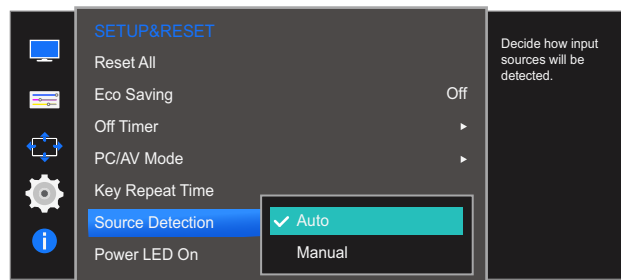 SETUP&RESET
Reset All
Eco Saving Off
Off Timer
PC/AV Mode
Key Repeat Time
Source Detection
Auto
Power LED On
Manual
Decide how input
sources will be
detected.